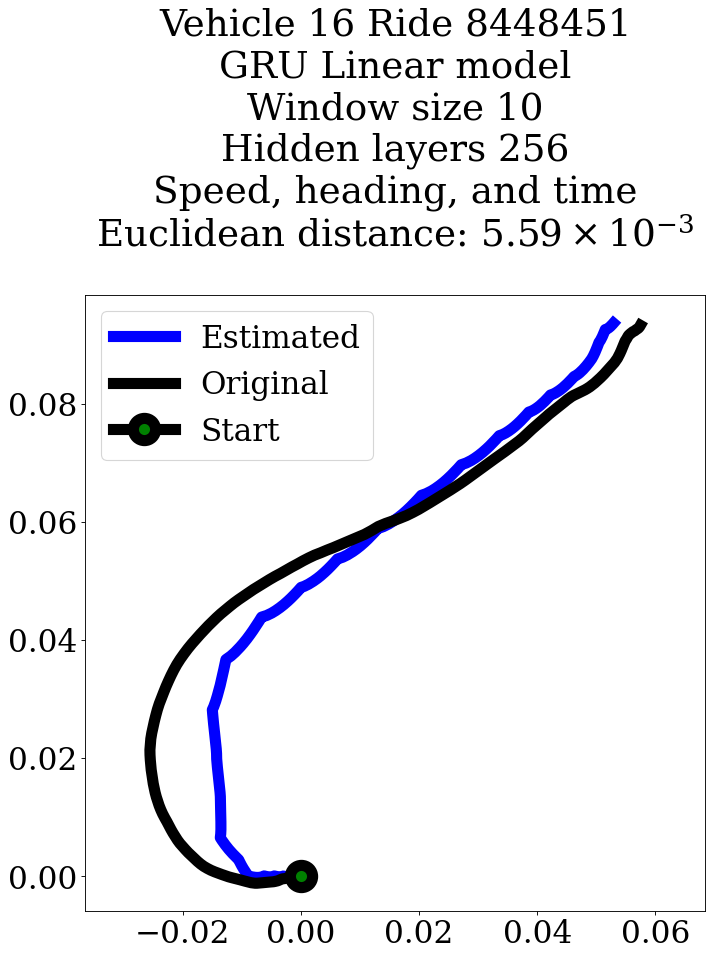 Vehicle 16 Ride 8448451
GRU Linear model
Window size 10
Hidden layers 256
Speed, heading, and time
Euclidean distance: 5.59 × 10⁻³
Estimated
Original
Start
0.08
0.06
0.04
0.02
0.00
−0.02 0.00 0.02 0.04 0.06